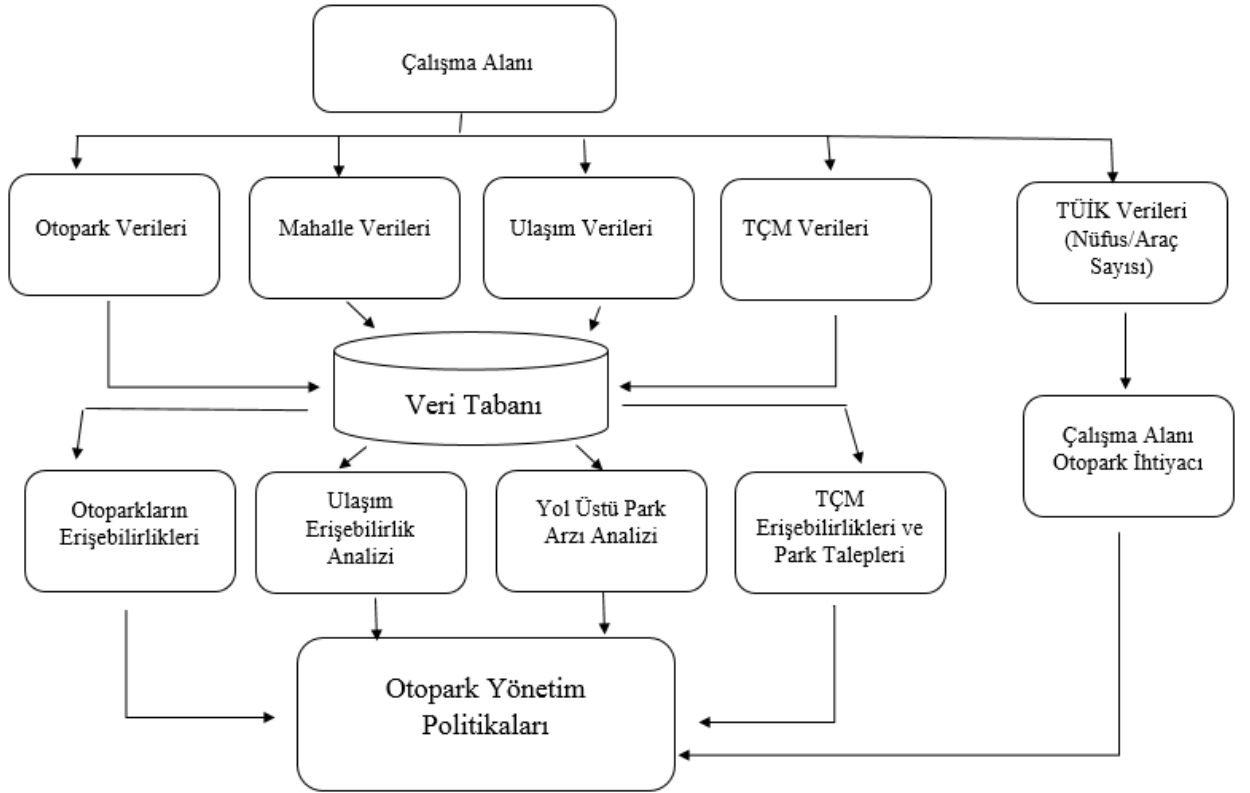 Çalışma Alanı
Otopark Verileri
Mahalle Verileri
Ulaşım Verileri
TÇM Verileri
TÜİK Verileri
(Nüfus/Araç
Sayısı)
Veri Tabanı
Çalışma Alanı
Otopark İhtiyacı
Otoparkların
Erişebilirlikleri
Ulaşım
Erişebilirlik
Analizi
Yol Üstü Park
Arzı Analizi
TÇM
Erişebilirlikleri ve
Park Talepleri
Otopark Yönetim
Politikaları